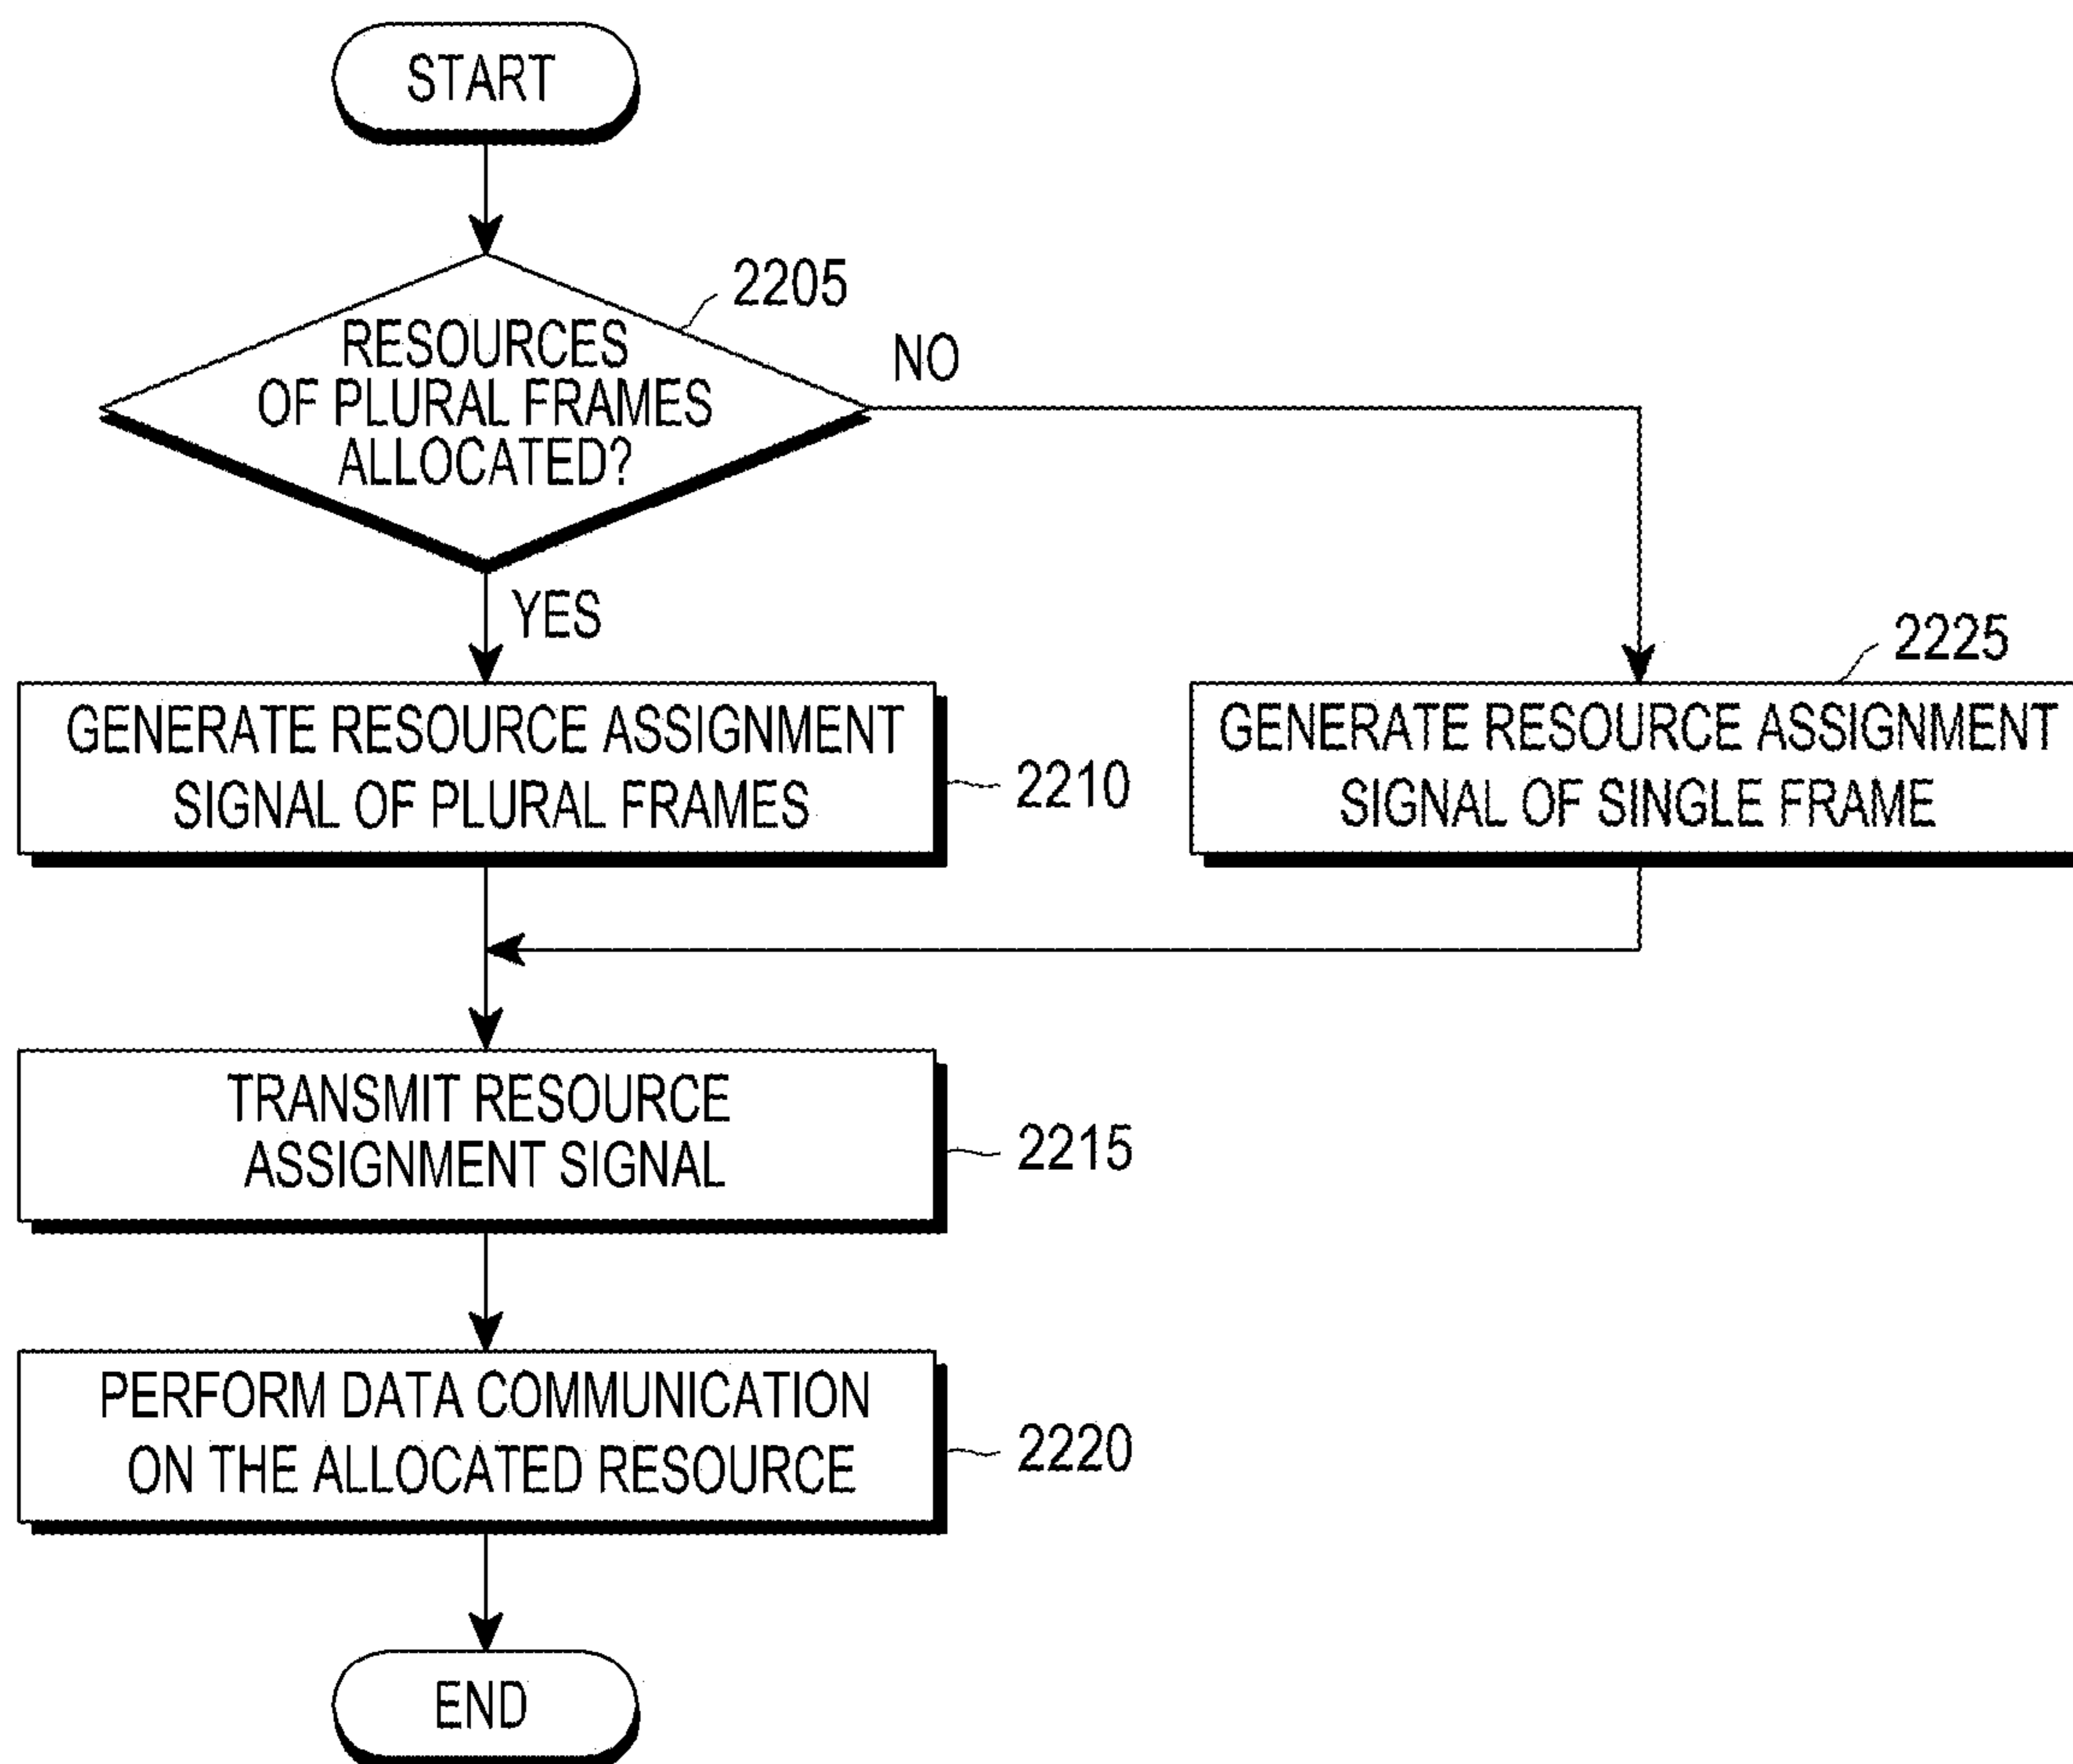 START
2205
RESOURCES
OF PLURAL FRAMES
ALLOCATED?
NO
YES
GENERATE RESOURCE ASSIGNMENT
SIGNAL OF PLURAL FRAMES
2210
2225
GENERATE RESOURCE ASSIGNMENT
SIGNAL OF SINGLE FRAME
TRANSMIT RESOURCE
ASSIGNMENT SIGNAL
2215
PERFORM DATA COMMUNICATION
ON THE ALLOCATED RESOURCE
2220
END